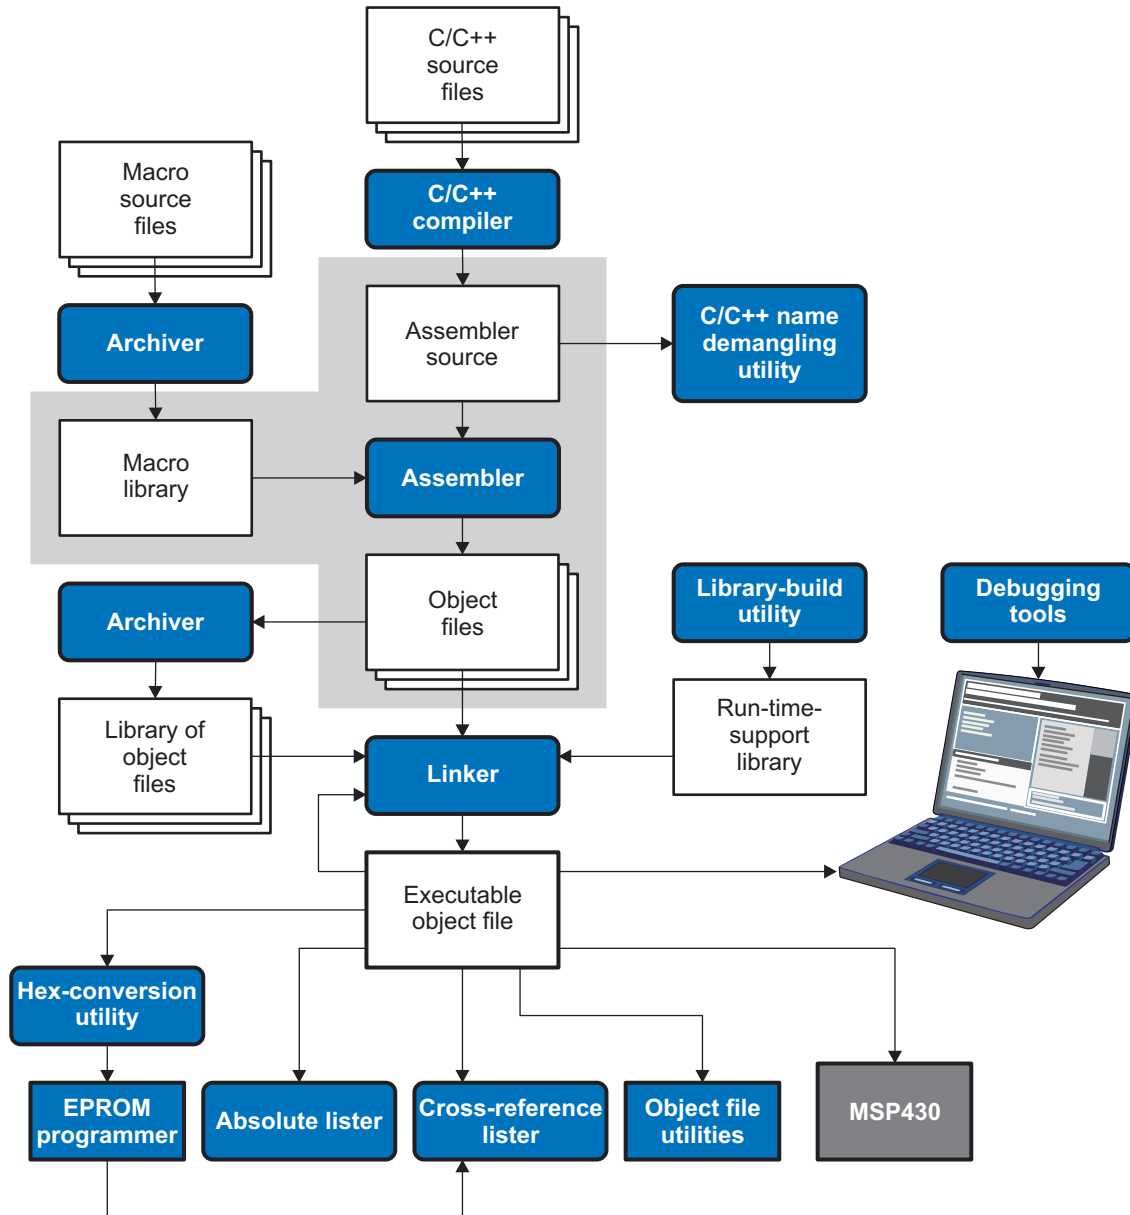 C/C++
source
files
Macro
source
files
C/C++
compiler
Archiver
Assembler
source
C/C++ name
demangling
utility
Macro
library
Assembler
Archiver
Object
files
Library-build
utility
Debugging
tools
Library of
object
files
Linker
Run-time-
support
library
Executable
object file
Hex-conversion
utility
EPROM
programmer
Absolute lister
Cross-reference
lister
Object file
utilities
MSP430